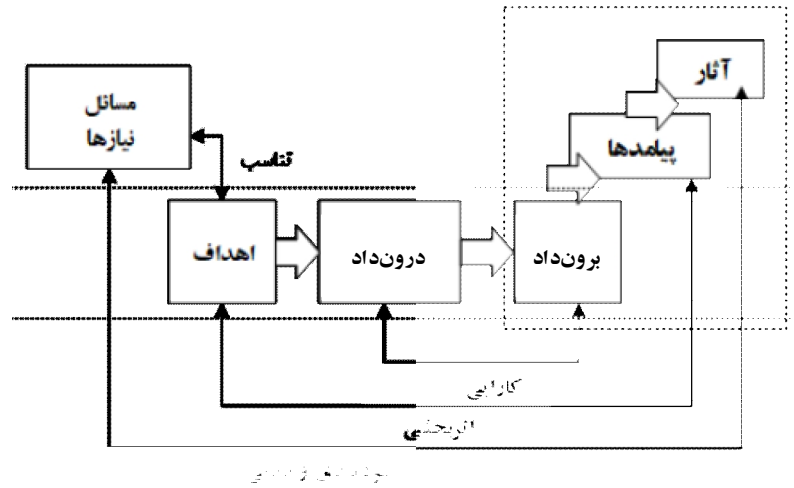 آثار
مسائل
نیازها
پیامدها
تناسب
اهداف
درون‌داد
برون‌داد
کارایی
اثربخشی